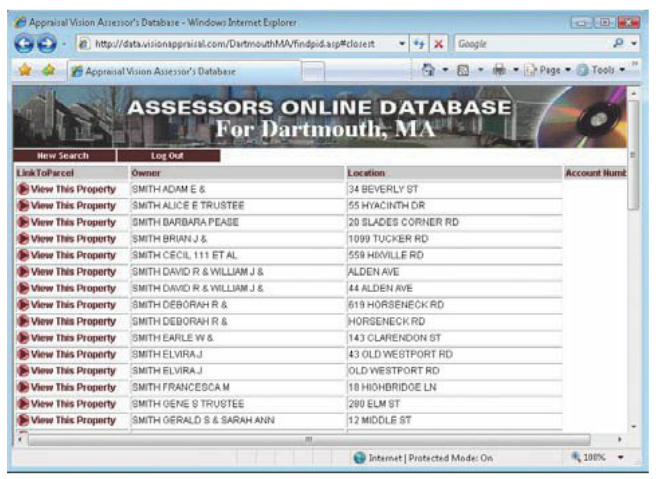 Appraisal Vision Assessor's Database - Windows Internet Explorer
http://data.visionappraisal.com/DartmouthMA/findpid.asp#closest
Google
Appraisal Vision Assessor's Database
Page
Tools
ASSESSORS ONLINE DATABASE
For Dartmouth, MA
New Search Log Out
LinkToParcel Owner Location Account Numb
View This Property SMITH ADAM E & 34 BEVERLY ST
View This Property SMITH ALICE E TRUSTEE 55 HYACINTH DR
View This Property SMITH BARBARA PEASE 20 SLADES CORNER RD
View This Property SMITH BRIAN J & 1099 TUCKER RD
View This Property SMITH CECIL 111 ET AL 559 HIXVILLE RD
View This Property SMITH DAVID R & WILLIAM J & ALDEN AVE
View This Property SMITH DAVID R & WILLIAM J & 44 ALDEN AVE
View This Property SMITH DEBORAH R & 619 HORSENECK RD
View This Property SMITH DEBORAH R & HORSENECK RD
View This Property SMITH EARLE W & 143 CLARENDON ST
View This Property SMITH ELVIRA J 43 OLD WESTPORT RD
View This Property SMITH ELVIRA J OLD WESTPORT RD
View This Property SMITH FRANCESCA M 18 HIGHBRIDGE LN
View This Property SMITH GENE S TRUSTEE 280 ELM ST
View This Property SMITH GERALD S & SARAH ANN 12 MIDDLE ST
Internet | Protected Mode: On 100%